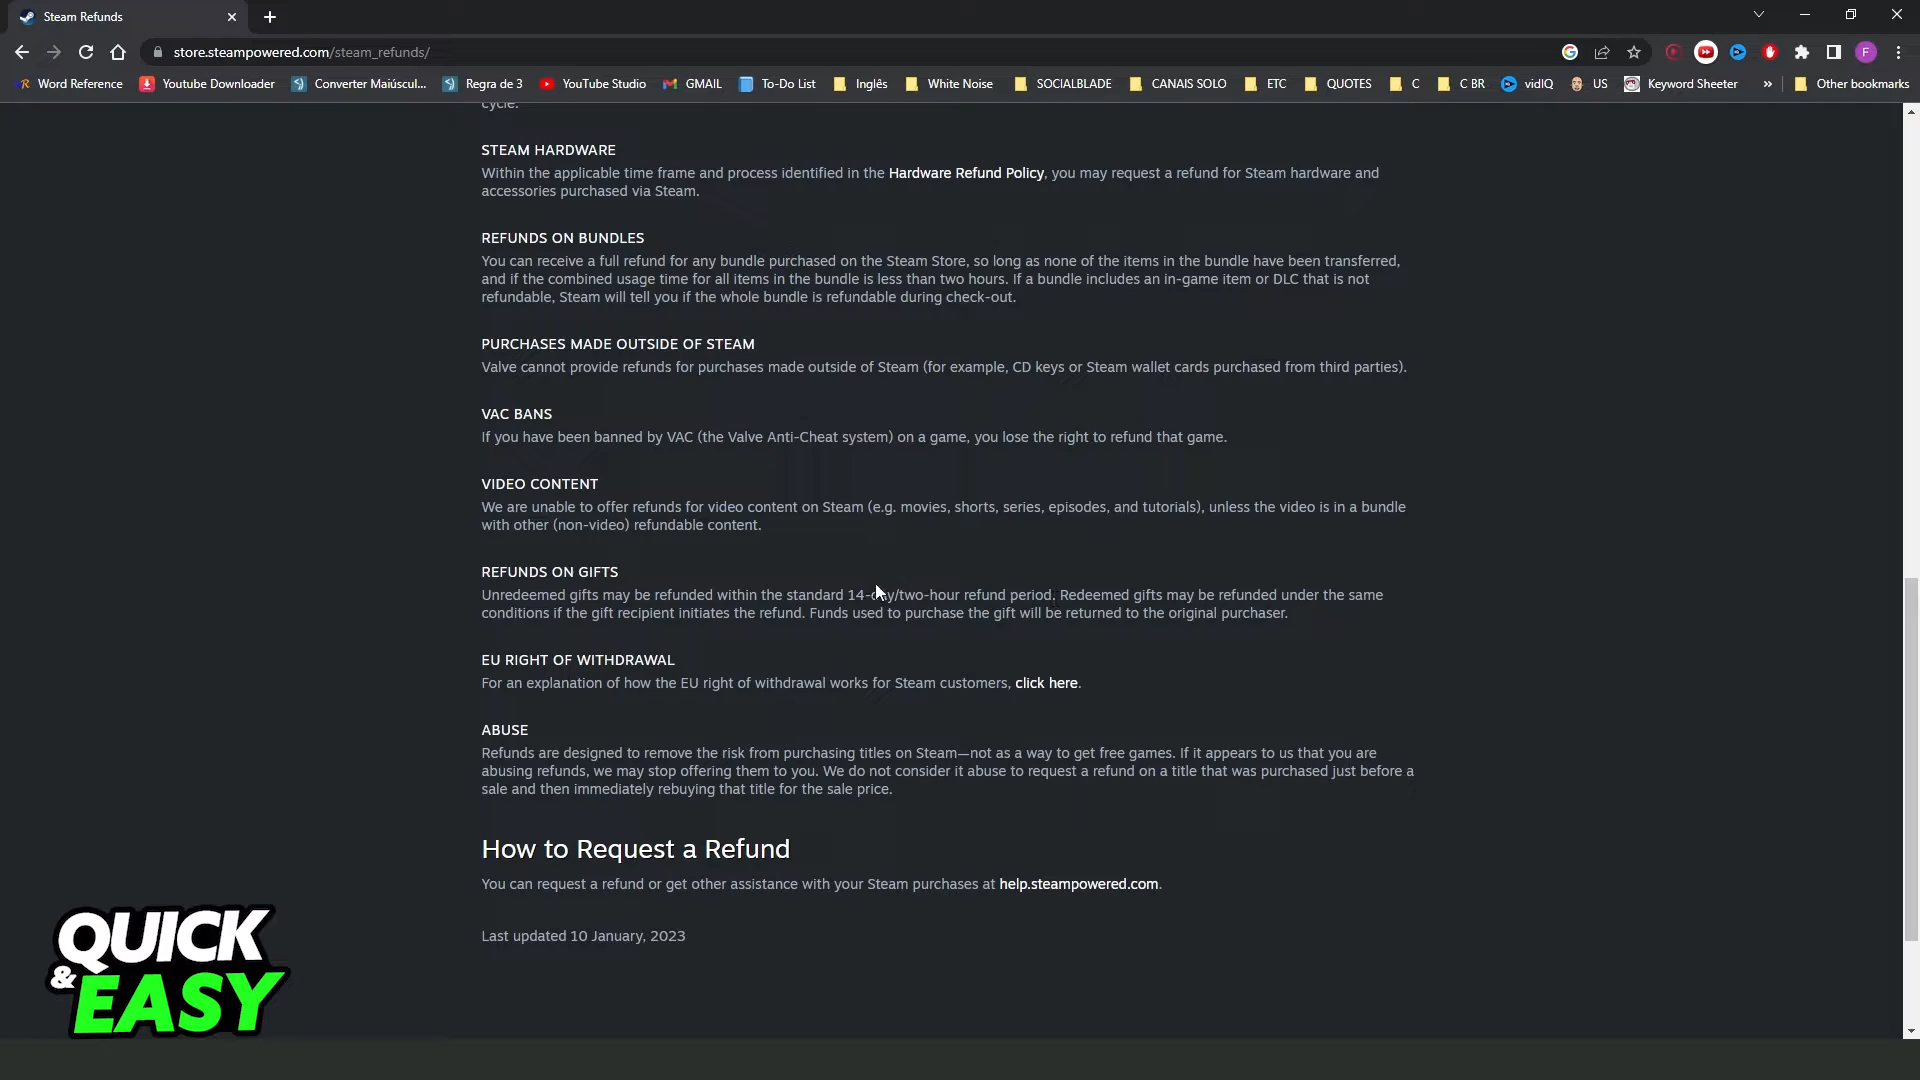 Steam Refunds
store.steampowered.com/steam_refunds/
F
Word Reference
Youtube Downloader
Converter Maiúscul...
Regra de 3
YouTube Studio
GMAIL
To-Do List
Inglês
White Noise
SOCIALBLADE
CANAIS SOLO
ETC
QUOTES
C
C BR
vidIQ
US
Keyword Sheeter
»
Other bookmarks
cycle.
STEAM HARDWARE
Within the applicable time frame and process identified in the Hardware Refund Policy, you may request a refund for Steam hardware and
accessories purchased via Steam.
REFUNDS ON BUNDLES
You can receive a full refund for any bundle purchased on the Steam Store, so long as none of the items in the bundle have been transferred,
and if the combined usage time for all items in the bundle is less than two hours. If a bundle includes an in-game item or DLC that is not
refundable, Steam will tell you if the whole bundle is refundable during check-out.
PURCHASES MADE OUTSIDE OF STEAM
Valve cannot provide refunds for purchases made outside of Steam (for example, CD keys or Steam wallet cards purchased from third parties).
VAC BANS
If you have been banned by VAC (the Valve Anti-Cheat system) on a game, you lose the right to refund that game.
VIDEO CONTENT
We are unable to offer refunds for video content on Steam (e.g. movies, shorts, series, episodes, and tutorials), unless the video is in a bundle
with other (non-video) refundable content.
REFUNDS ON GIFTS
Unredeemed gifts may be refunded within the standard 14-day/two-hour refund period. Redeemed gifts may be refunded under the same
conditions if the gift recipient initiates the refund. Funds used to purchase the gift will be returned to the original purchaser.
EU RIGHT OF WITHDRAWAL
For an explanation of how the EU right of withdrawal works for Steam customers, click here.
ABUSE
Refunds are designed to remove the risk from purchasing titles on Steam—not as a way to get free games. If it appears to us that you are
abusing refunds, we may stop offering them to you. We do not consider it abuse to request a refund on a title that was purchased just before a
sale and then immediately rebuying that title for the sale price.
How to Request a Refund
You can request a refund or get other assistance with your Steam purchases at help.steampowered.com.
Last updated 10 January, 2023
QUICK
& EASY